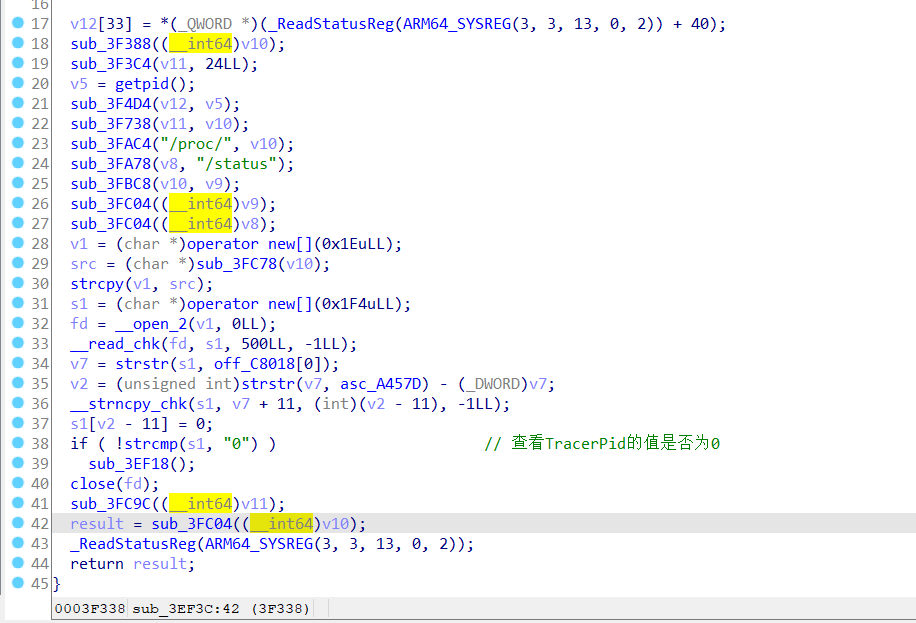 16
17 v12[33] = *(_QWORD *)(_ReadStatusReg(ARM64_SYSREG(3, 3, 13, 0, 2)) + 40);
18 sub_3F388((__int64)v10);
19 sub_3F3C4(v11, 24LL);
20 v5 = getpid();
21 sub_3F4D4(v12, v5);
22 sub_3F738(v11, v10);
23 sub_3FAC4("/proc/", v10);
24 sub_3FA78(v8, "/status");
25 sub_3FBC8(v10, v9);
26 sub_3FC04((__int64)v9);
27 sub_3FC04((__int64)v8);
28 v1 = (char *)operator new[](0x1EuLL);
29 src = (char *)sub_3FC78(v10);
30 strcpy(v1, src);
31 s1 = (char *)operator new[](0x1F4uLL);
32 fd = __open_2(v1, 0LL);
33 __read_chk(fd, s1, 500LL, -1LL);
34 v7 = strstr(s1, off_C8018[0]);
35 v2 = (unsigned int)strstr(v7, asc_A457D) - (_DWORD)v7;
36 __strncpy_chk(s1, v7 + 11, (int)(v2 - 11), -1LL);
37 s1[v2 - 11] = 0;
38 if ( !strcmp(s1, "0") ) // 查看TracerPid的值是否为0
39 sub_3EF18();
40 close(fd);
41 sub_3FC9C((__int64)v11);
42 result = sub_3FC04((__int64)v10);
43 _ReadStatusReg(ARM64_SYSREG(3, 3, 13, 0, 2));
44 return result;
45 }
0003F338 sub_3EF3C:42 (3F338)